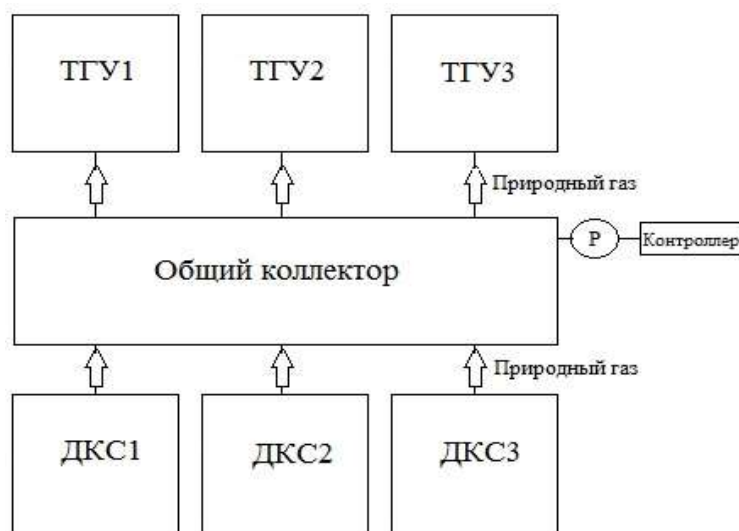 ТГУ1
ТГУ2
ТГУ3
Природный газ
Общий коллектор
P
Контроллер
Природный газ
ДКС1
ДКС2
ДКС3